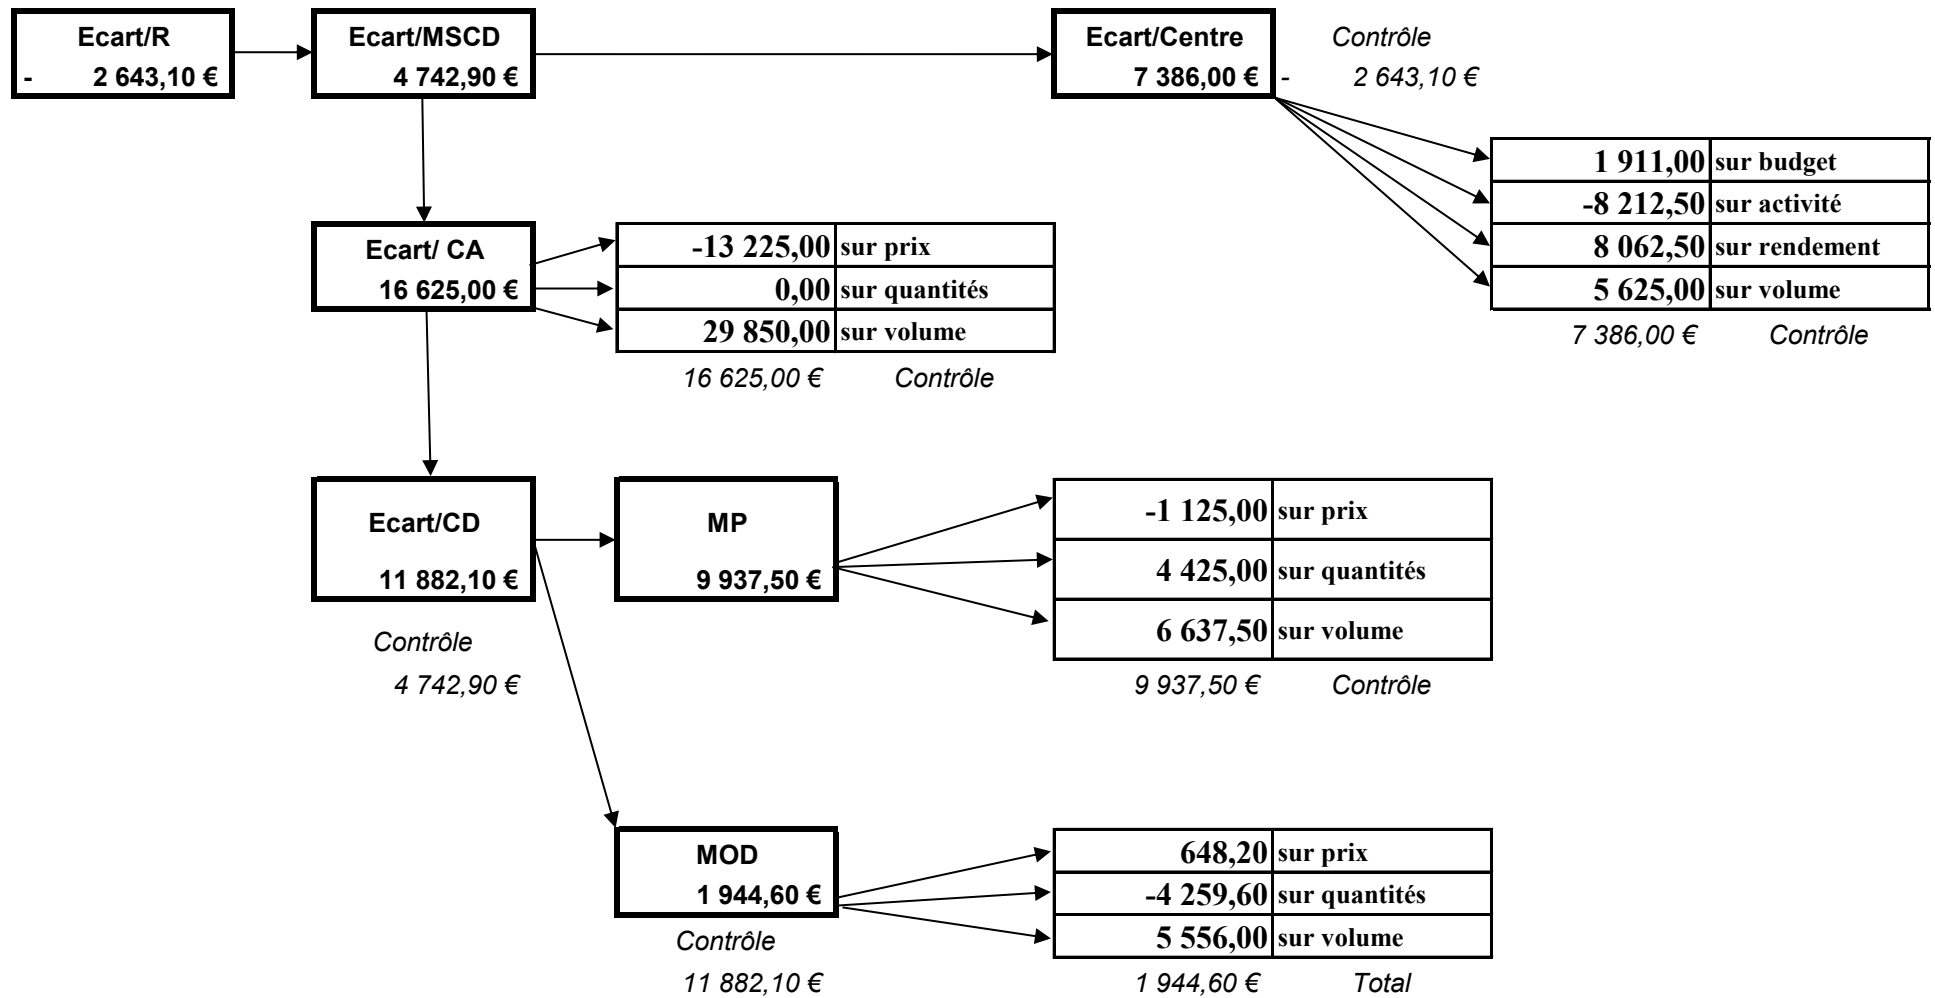 Ecart/R
- 2 643,10 €
Ecart/MSCD
4 742,90 €
Ecart/Centre
7 386,00 €
Contrôle
- 2 643,10 €
1 911,00 sur budget
-8 212,50 sur activité
8 062,50 sur rendement
5 625,00 sur volume
7 386,00 € Contrôle
Ecart/ CA
16 625,00 €
-13 225,00 sur prix
0,00 sur quantités
29 850,00 sur volume
16 625,00 € Contrôle
Ecart/CD
11 882,10 €
Contrôle
4 742,90 €
MP
9 937,50 €
-1 125,00 sur prix
4 425,00 sur quantités
6 637,50 sur volume
9 937,50 € Contrôle
MOD
1 944,60 €
Contrôle
11 882,10 €
648,20 sur prix
-4 259,60 sur quantités
5 556,00 sur volume
1 944,60 € Total